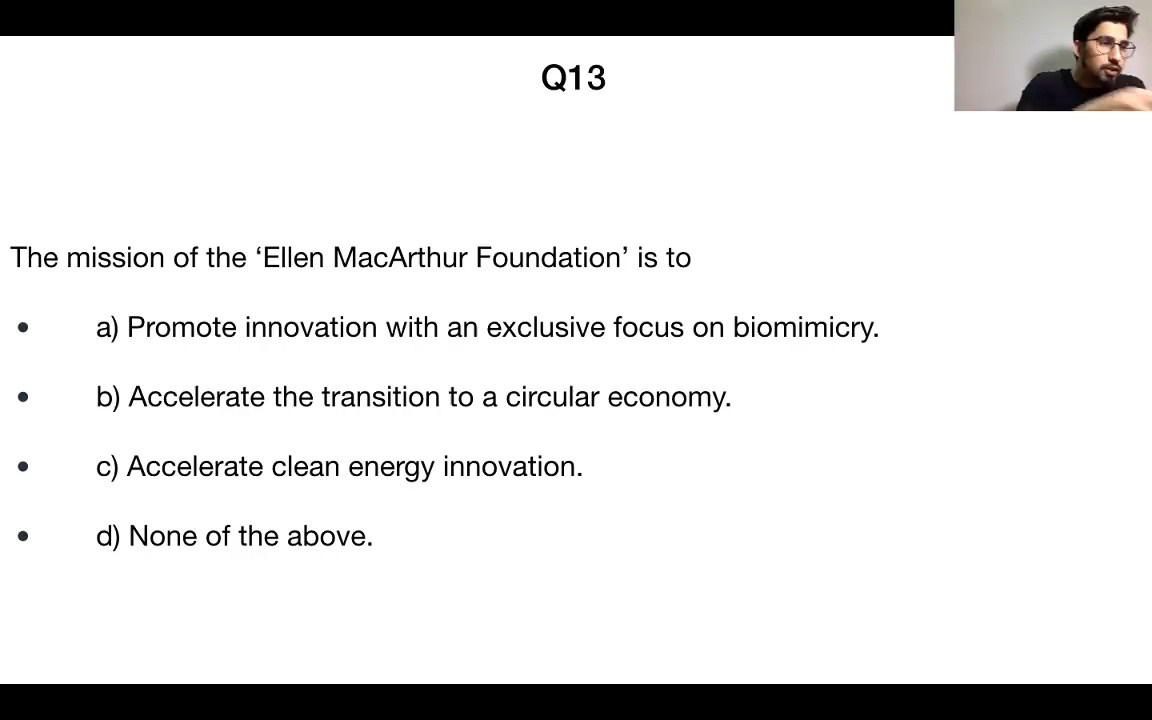 Q13
The mission of the ‘Ellen MacArthur Foundation’ is to
• a) Promote innovation with an exclusive focus on biomimicry.
• b) Accelerate the transition to a circular economy.
• c) Accelerate clean energy innovation.
• d) None of the above.